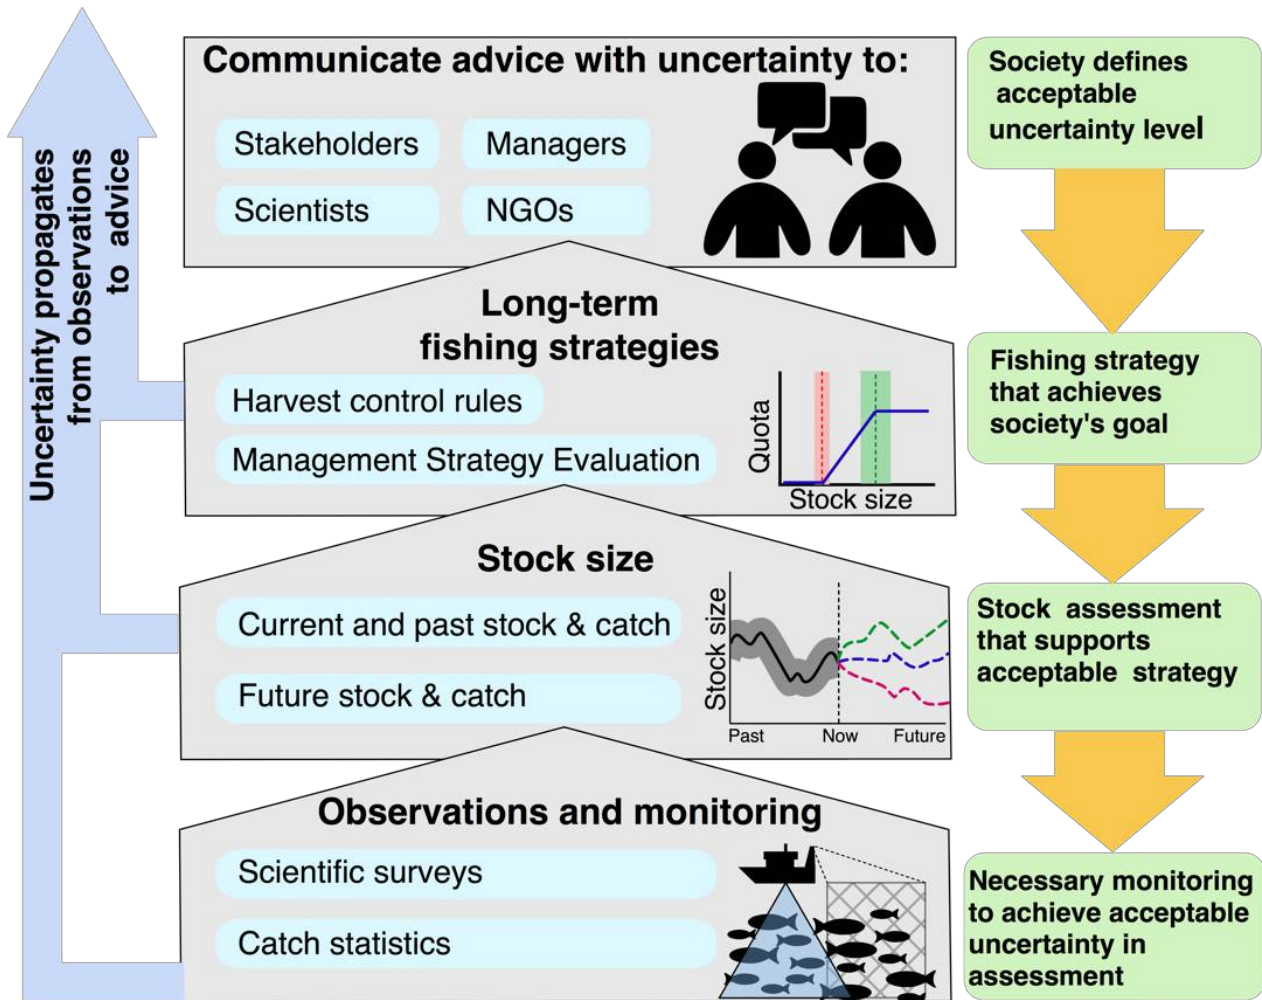 Uncertainty propagates
from observations
to advice
Communicate advice with uncertainty to:
Stakeholders
Managers
Scientists
NGOs
Long-term
fishing strategies
Harvest control rules
Management Strategy Evaluation
Quota
Stock size
Stock size
Current and past stock & catch
Future stock & catch
Stock size
Past
Now
Future
Observations and monitoring
Scientific surveys
Catch statistics
Society defines
acceptable
uncertainty level
Fishing strategy
that achieves
society's goal
Stock assessment
that supports
acceptable strategy
Necessary monitoring
to achieve acceptable
uncertainty in
assessment